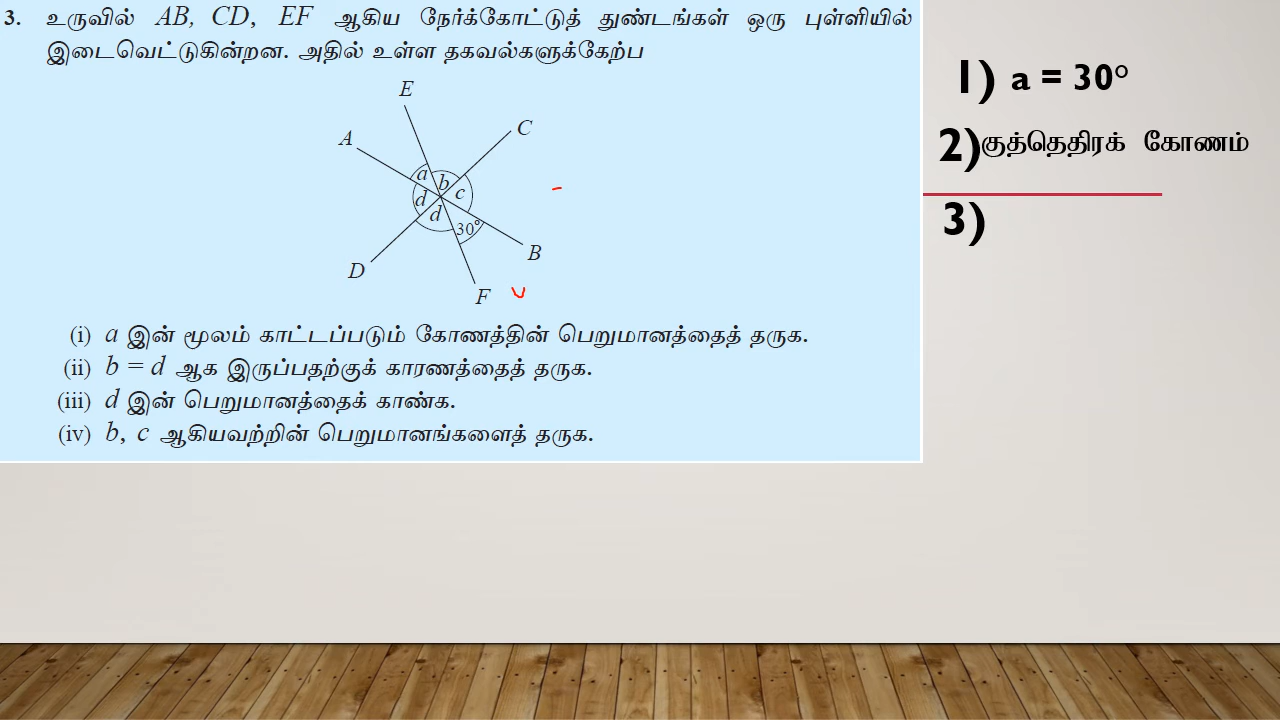 3. உருவில் AB, CD, EF ஆகிய நேர்க்கோட்டுத் துண்டங்கள் ஒரு புள்ளியில்
இடைவெட்டுகின்றன. அதில் உள்ள தகவல்களுக்கேற்ப
E
A
C
a
b
c
d
d
30°
B
D
F
(i) a இன் மூலம் காட்டப்படும் கோணத்தின் பெறுமானத்தைத் தருக.
(ii) b = d ஆக இருப்பதற்குக் காரணத்தைத் தருக.
(iii) d இன் பெறுமானத்தைக் காண்க.
(iv) b, c ஆகியவற்றின் பெறுமானங்களைத் தருக.
1) a = 30°
2)குத்தெதிரக் கோணம்
3)